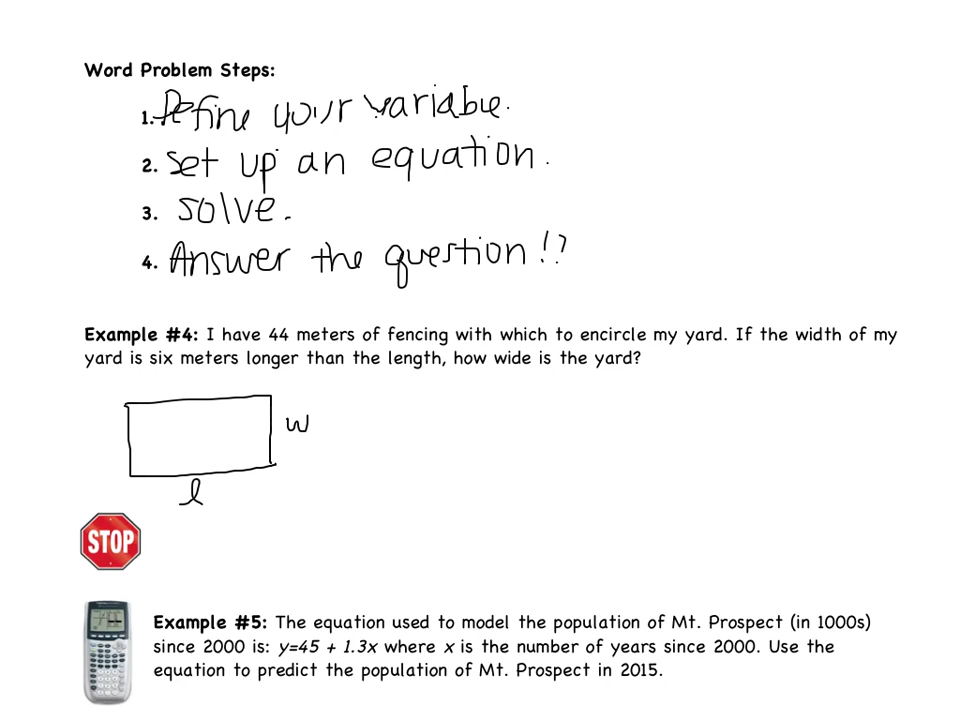 Word Problem Steps:
1. Define your variable.
2. Set up an equation.
3. Solve.
4. Answer the question!?
Example #4: I have 44 meters of fencing with which to encircle my yard. If the width of my
yard is six meters longer than the length, how wide is the yard?
w
l
STOP
Example #5: The equation used to model the population of Mt. Prospect (in 1000s)
since 2000 is: y=45 + 1.3x where x is the number of years since 2000. Use the
equation to predict the population of Mt. Prospect in 2015.